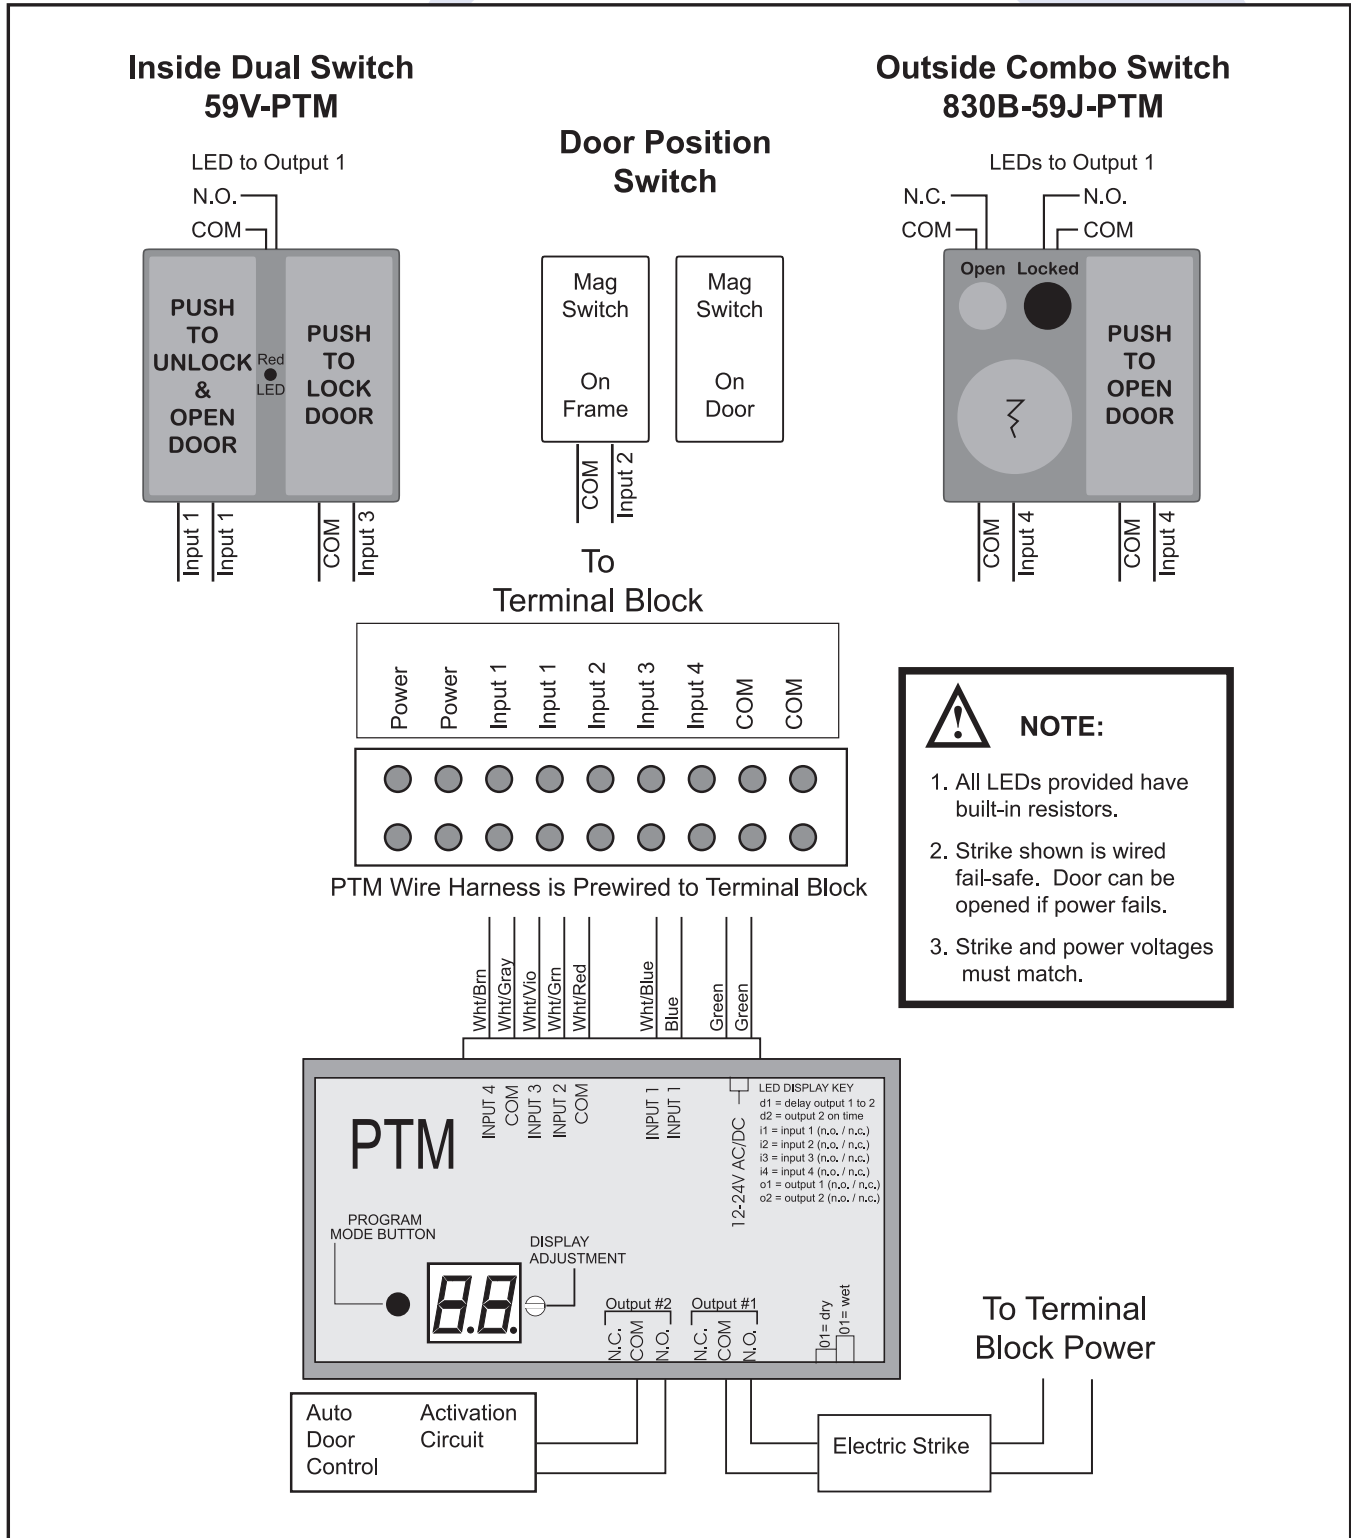 Inside Dual Switch
59V-PTM
LED to Output 1
N.O.
COM
PUSH
TO
UNLOCK
&
OPEN
DOOR
Red
LED
PUSH
TO
LOCK
DOOR
Input 1
Input 1
COM
Input 3
Door Position
Switch
Mag
Switch
On
Frame
Mag
Switch
On
Door
COM
Input 2
Outside Combo Switch
830B-59J-PTM
LEDs to Output 1
N.C.
COM
N.O.
COM
Open
Locked
PUSH
TO
OPEN
DOOR
COM
Input 4
COM
Input 4
To
Terminal Block
Power
Power
Input 1
Input 1
Input 2
Input 3
Input 4
COM
COM
PTM Wire Harness is Prewired to Terminal Block
NOTE:
1. All LEDs provided have
built-in resistors.
2. Strike shown is wired
fail-safe. Door can be
opened if power fails.
3. Strike and power voltages
must match.
Wht/Brn
Wht/Gray
Wht/Vio
Wht/Grn
Wht/Red
Wht/Blue
Blue
Green
Green
PTM
INPUT 4
COM
INPUT 3
INPUT 2
COM
INPUT 1
INPUT 1
12-24V AC/DC
LED DISPLAY KEY
d1 = delay output 1 to 2
d2 = output 2 on time
i1 = input 1 (n.o. / n.c.)
i2 = input 2 (n.o. / n.c.)
i3 = input 3 (n.o. / n.c.)
i4 = input 4 (n.o. / n.c.)
o1 = output 1 (n.o. / n.c.)
o2 = output 2 (n.o. / n.c.)
PROGRAM
MODE BUTTON
8.8.
DISPLAY
ADJUSTMENT
Output #2
N.C.
COM
N.O.
Output #1
N.C.
COM
N.O.
01= dry
01= wet
To Terminal
Block Power
Auto Activation
Door Circuit
Control
Electric Strike